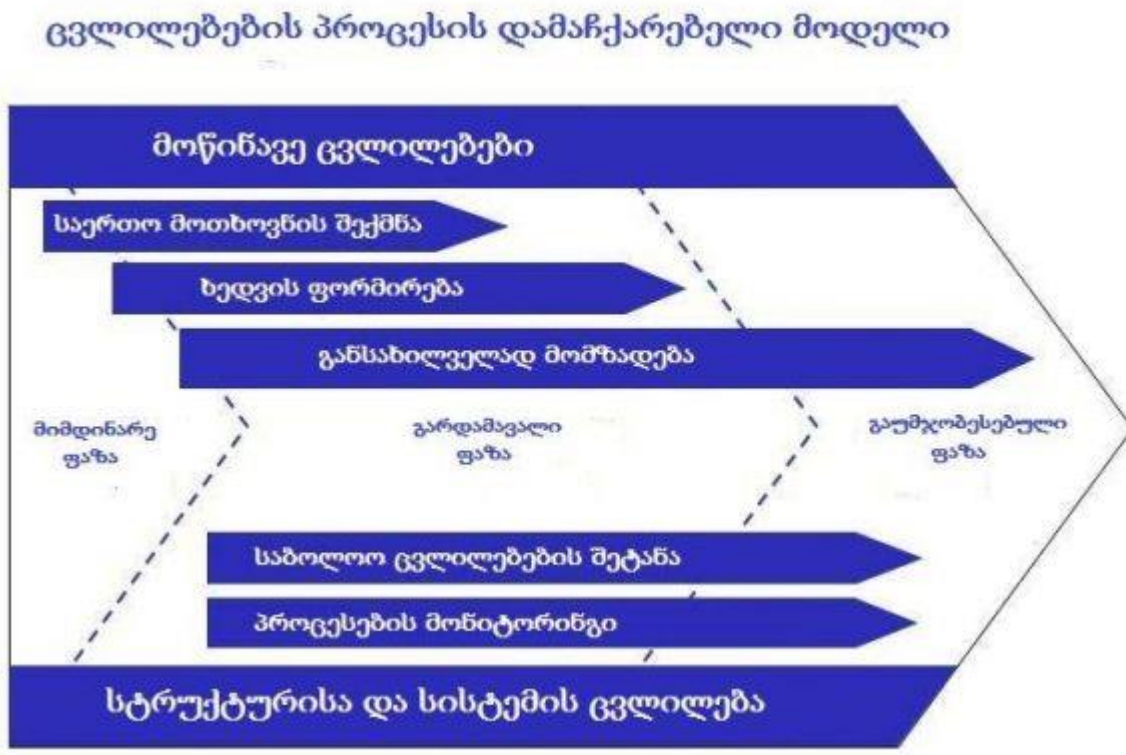 ცვლილებების პროცესის დამაჩქარებელი მოდელი
მოწინავე ცვლილებები
საერთო მოთხოვნის შექმნა
ხედვის ფორმირება
განსახილველად მომზადება
მიმდინარე
ფაზა
გარდამავალი
ფაზა
გაუმჯობესებული
ფაზა
საბოლოო ცვლილებების შეტანა
პროცესების მონიტორინგი
სტრუქტურისა და სისტემის ცვლილება